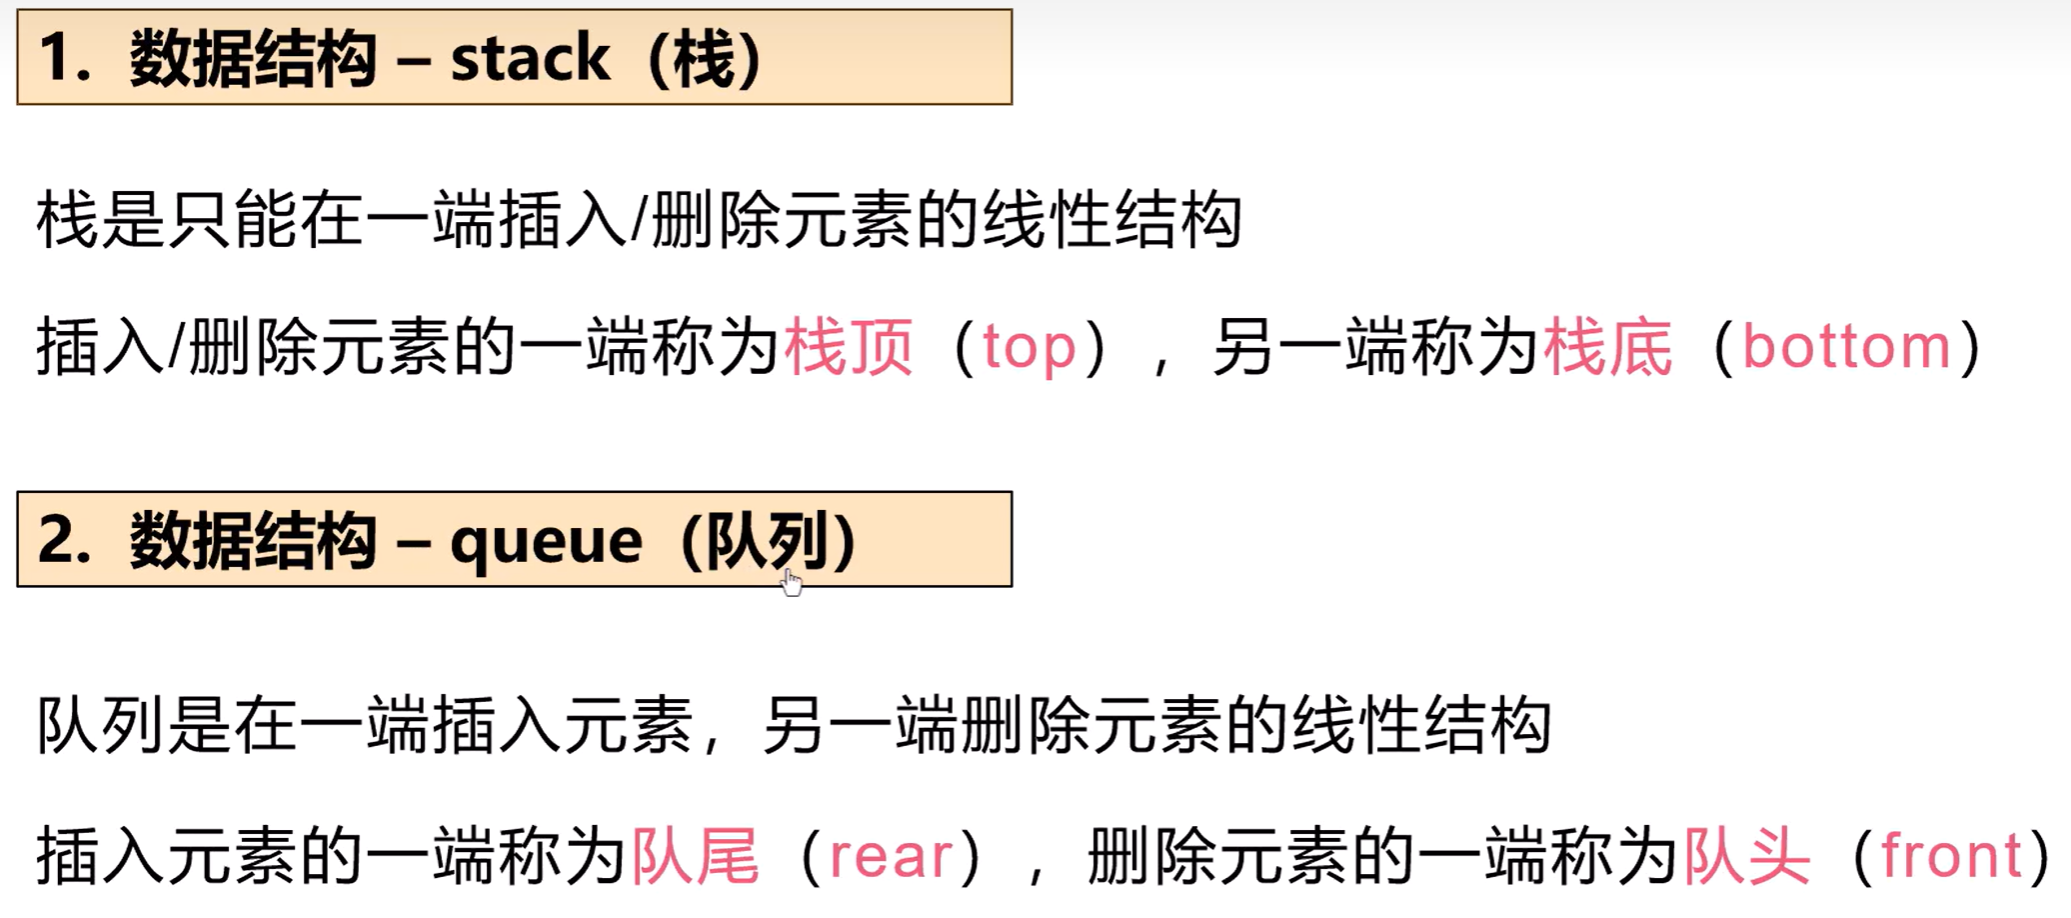 1. 数据结构 – stack（栈）
栈是只能在一端插入/删除元素的线性结构
插入/删除元素的一端称为栈顶（top），另一端称为栈底（bottom）
2. 数据结构 – queue（队列）
队列是在一端插入元素，另一端删除元素的线性结构
插入元素的一端称为队尾（rear），删除元素的一端称为队头（front）